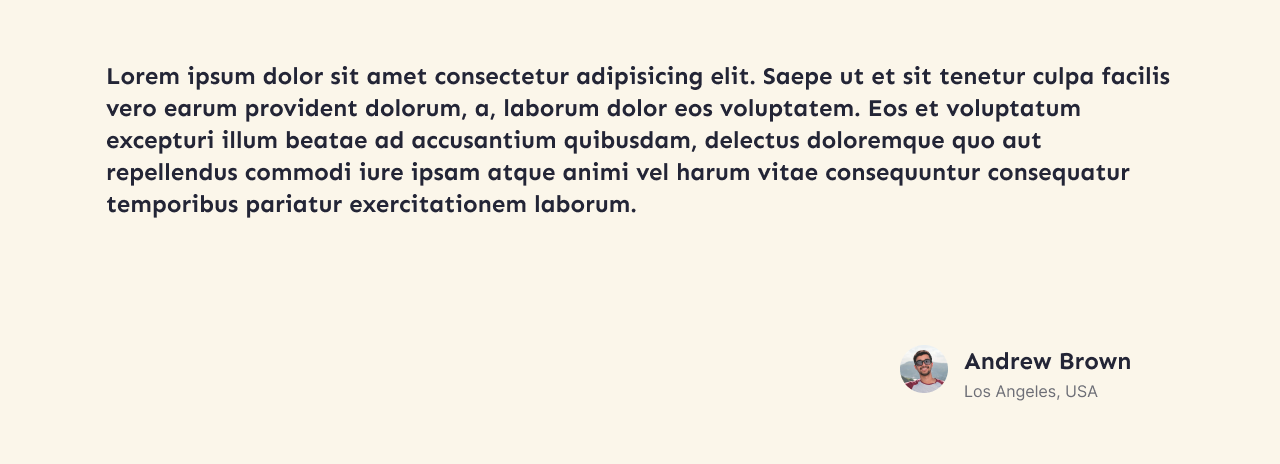 Lorem ipsum dolor sit amet consectetur adipisicing elit. Saepe ut et sit tenetur culpa facilis
vero earum provident dolorum, a, laborum dolor eos voluptatem. Eos et voluptatum
excepturi illum beatae ad accusantium quibusdam, delectus doloremque quo aut
repellendus commodi iure ipsam atque animi vel harum vitae consequuntur consequatur
temporibus pariatur exercitationem laborum.
Andrew Brown
Los Angeles, USA